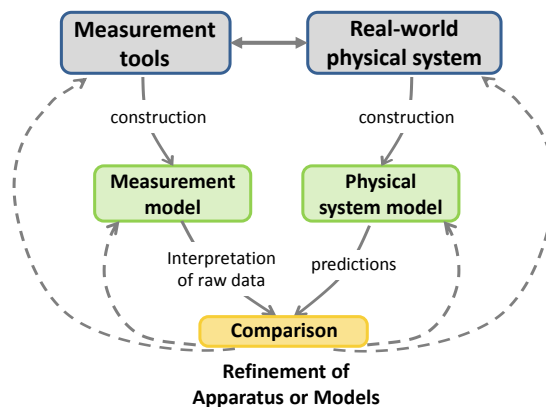 Measurement
tools
Real-world
physical system
construction
construction
Measurement
model
Physical
system model
Interpretation
of raw data
predictions
Comparison
Refinement of
Apparatus or Models